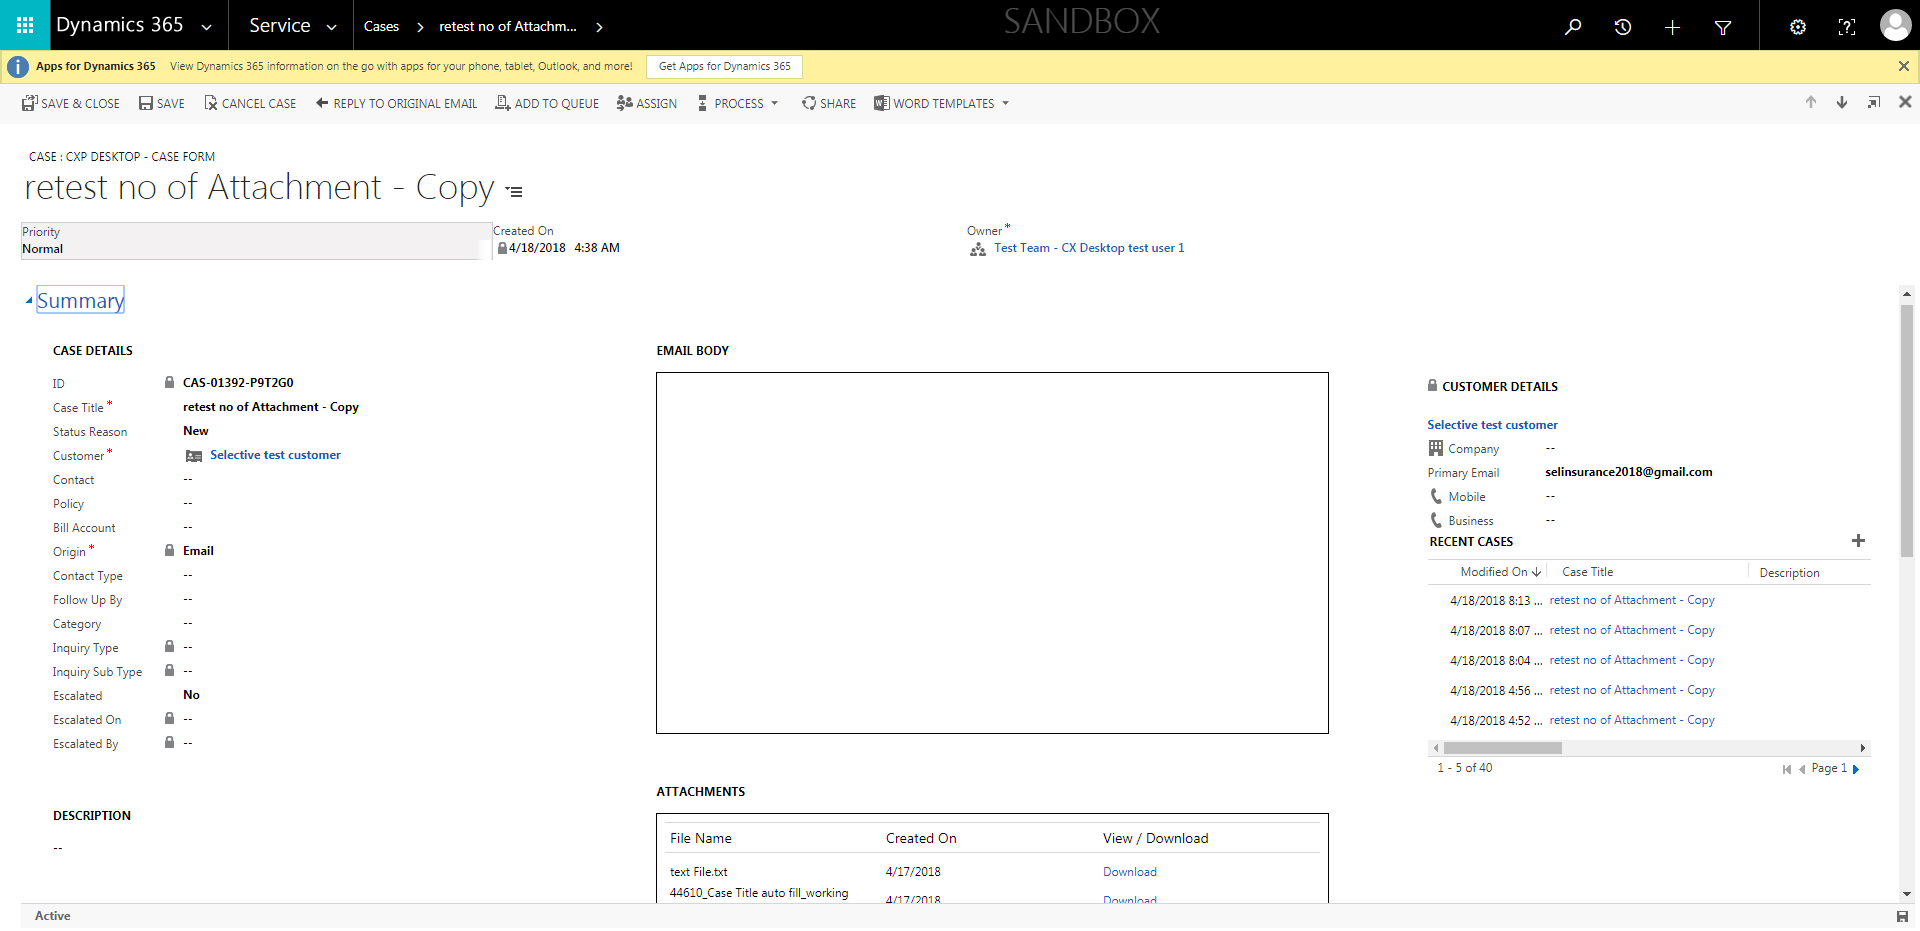 Dynamics 365 Service Cases retest no of Attachm... SANDBOX
Apps for Dynamics 365 View Dynamics 365 information on the go with apps for your phone, tablet, Outlook, and more! Get Apps for Dynamics 365
SAVE & CLOSE SAVE CANCEL CASE REPLY TO ORIGINAL EMAIL ADD TO QUEUE ASSIGN PROCESS SHARE WORD TEMPLATES
CASE : CXP DESKTOP - CASE FORM
retest no of Attachment - Copy
Priority
Normal
Created On
4/18/2018 4:38 AM
Owner*
Test Team - CX Desktop test user 1
Summary
CASE DETAILS
ID CAS-01392-P9T2G0
Case Title* retest no of Attachment - Copy
Status Reason New
Customer* Selective test customer
Contact --
Policy --
Bill Account --
Origin* Email
Contact Type --
Follow Up By --
Category --
Inquiry Type --
Inquiry Sub Type --
Escalated No
Escalated On --
Escalated By --
DESCRIPTION
--
EMAIL BODY
ATTACHMENTS
File Name Created On View / Download
text File.txt 4/17/2018 Download
44610_Case Title auto fill_working
4/17/2018 Download
CUSTOMER DETAILS
Selective test customer
Company --
Primary Email selinsurance2018@gmail.com
Mobile --
Business --
RECENT CASES
Modified On Case Title Description
4/18/2018 8:13 ... retest no of Attachment - Copy
4/18/2018 8:07 ... retest no of Attachment - Copy
4/18/2018 8:04 ... retest no of Attachment - Copy
4/18/2018 4:56 ... retest no of Attachment - Copy
4/18/2018 4:52 ... retest no of Attachment - Copy
1 - 5 of 40 Page 1
Active